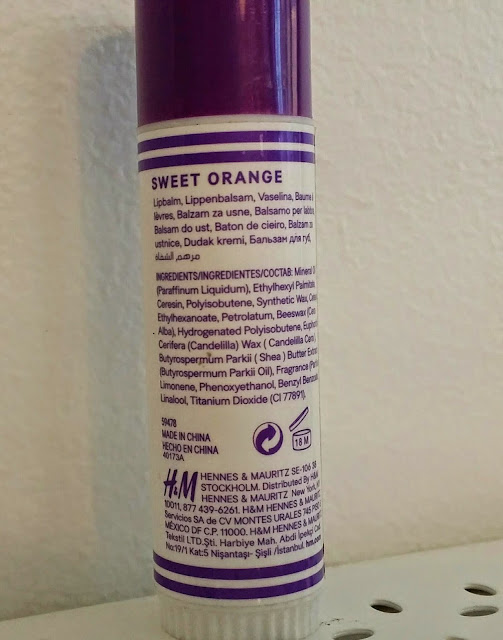 SWEET ORANGE
Lipbalm, Lippenbalsam, Vaselina, Baume
lèvres, Balzam za usne, Balsamo per labbra
Balsam do ust, Baton de cieiro, Balzam za
ustnice, Dudak kremi, Бальзам для губ,
مرهم الشفاه
INGREDIENTS/INGREDIENTES/СОСТАВ: Mineral Oil
(Paraffinum Liquidum), Ethylhexyl Palmitate,
Ceresin, Polyisobutene, Synthetic Wax,
Ethylhexanoate, Petrolatum, Beeswax (Cera
Alba), Hydrogenated Polyisobutene,
Cerifera (Candelilla) Wax ( Candelilla Cera )
Butyrospermum Parkii ( Shea ) Butter
(Butyrospermum Parkii Oil), Fragrance
Limonene, Phenoxyethanol, Benzyl Benzoate,
Linalool, Titanium Dioxide (CI 77891).
59478
MADE IN CHINA
HECHO EN CHINA
40173A
18 M
H&M HENNES & MAURITZ SE-106 38
STOCKHOLM. Distributed By H&M
HENNES & MAURITZ New York,
10011, 877 439-6261. H&M HENNES & MAURITZ
Servicios SA de CV MONTES URALES 745
MÉXICO DF C.P. 11000. H&M HENNES & MAURITZ
Tekstil LTD.Şti. Harbiye Mah. Abdi İpekçi Cad.
No:19/1 Kat:5 Nişantaşı- Şişli /İstanbul. hm.com